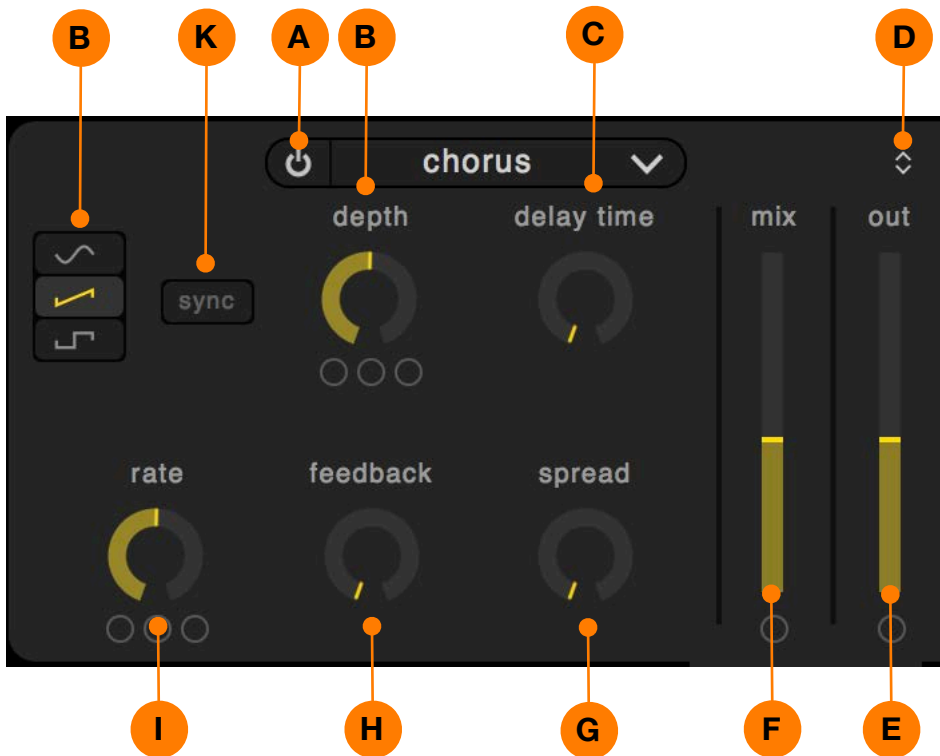 B K A B C D
chorus
depth delay time mix out
sync
rate feedback spread
I H G F E